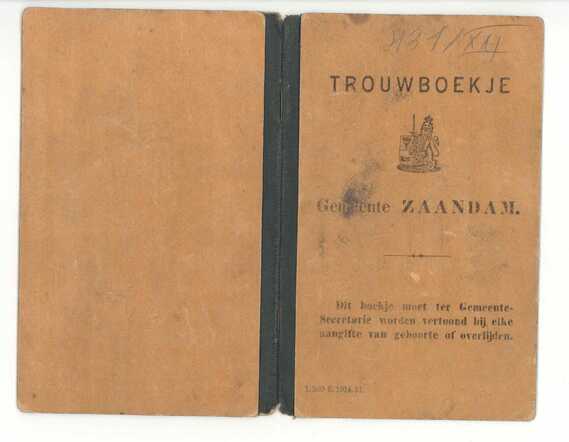 TROUWBOEKJE
Gemeente ZAANDAM.
Dit boekje moet ter Gemeente-
Secretarie worden vertoond bij elke
aangifte van geboorte of overlijden.